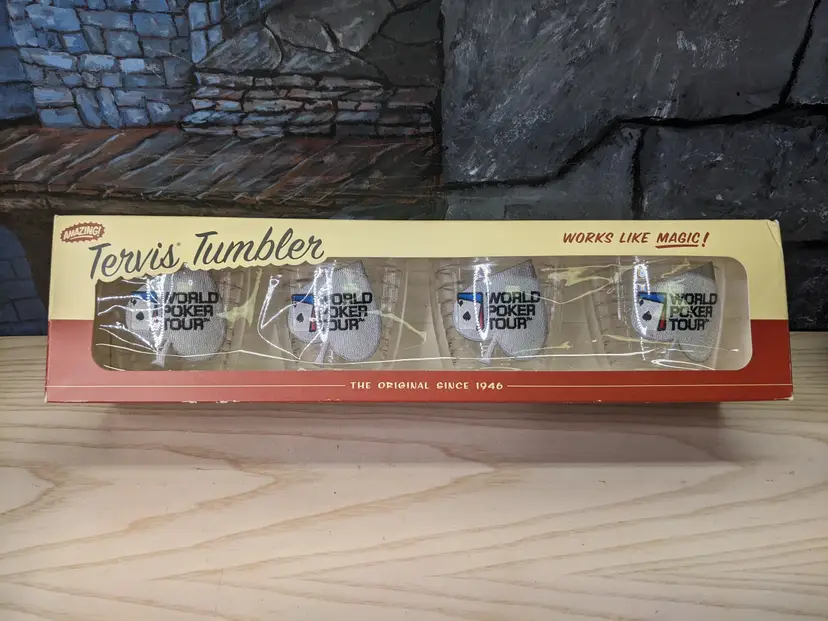 AMAZING!
Tervis® Tumbler
WORKS LIKE MAGIC!
WORLD
POKER
TOUR
WORLD
POKER
TOUR
WORLD
POKER
TOUR
WORLD
POKER
TOUR
THE ORIGINAL SINCE 1946